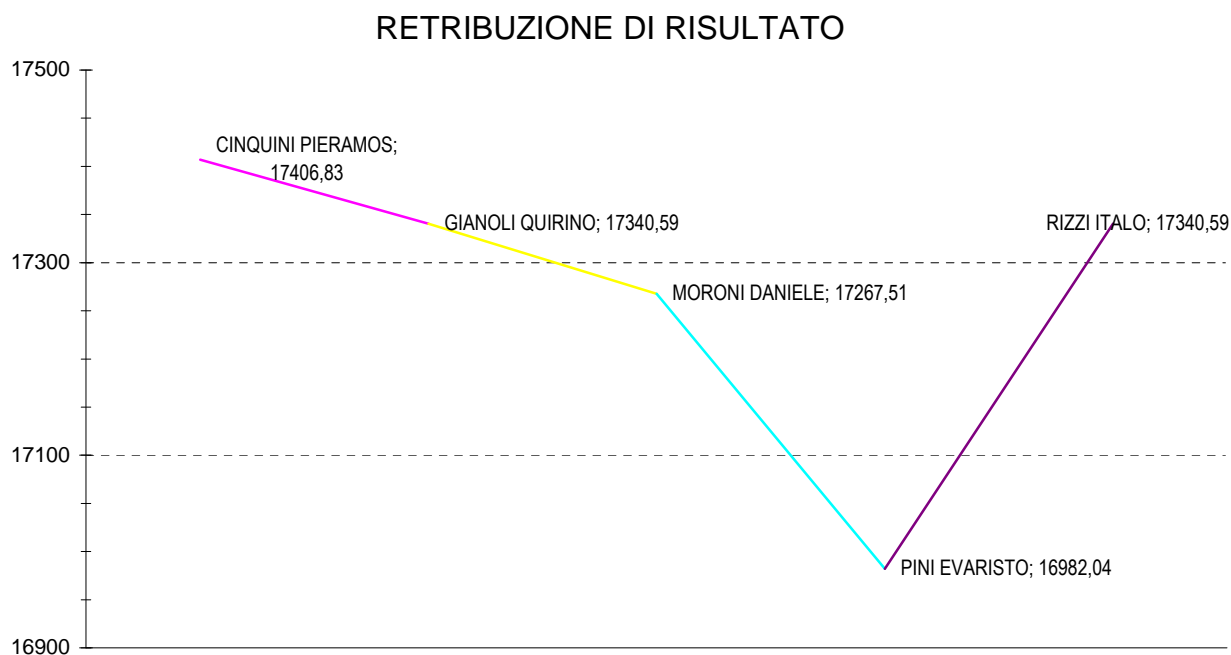 RETRIBUZIONE DI RISULTATO
17500
CINQUINI PIERAMOS;
17406,83
GIANOLI QUIRINO; 17340,59
RIZZI ITALO; 17340,59
17300
MORONI DANIELE; 17267,51
17100
PINI EVARISTO; 16982,04
16900